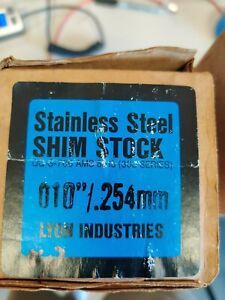 Stainless Steel
SHIM STOCK
010"/.254mm
LYON INDUSTRIES